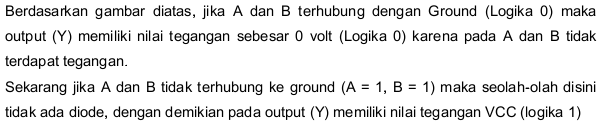 Berdasarkan gambar diatas, jika A dan B terhubung dengan Ground (Logika 0) maka
output (Y) memiliki nilai tegangan sebesar 0 volt (Logika 0) karena pada A dan B tidak
terdapat tegangan.
Sekarang jika A dan B tidak terhubung ke ground (A = 1, B = 1) maka seolah-olah disini
tidak ada diode, dengan demikian pada output (Y) memiliki nilai tegangan VCC (logika 1)